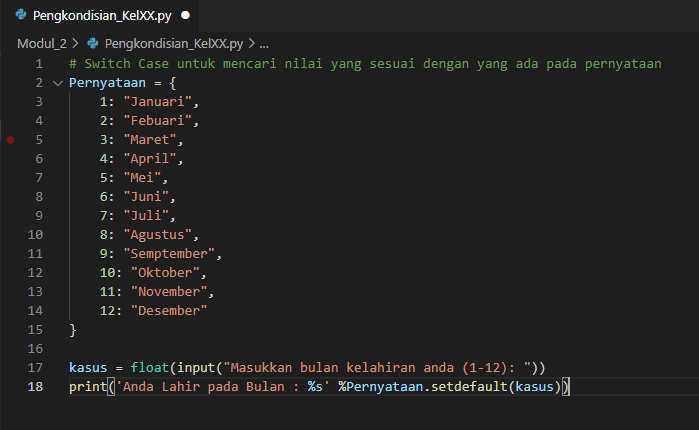 Pengkondisian_KelXX.py
Modul_2 > Pengkondisian_KelXX.py > ...
1 # Switch Case untuk mencari nilai yang sesuai dengan yang ada pada pernyataan
2 Pernyataan = {
3 1: "Januari",
4 2: "Febuari",
5 3: "Maret",
6 4: "April",
7 5: "Mei",
8 6: "Juni",
9 7: "Juli",
10 8: "Agustus",
11 9: "Semptember",
12 10: "Oktober",
13 11: "November",
14 12: "Desember"
15 }
16
17 kasus = float(input("Masukkan bulan kelahiran anda (1-12): "))
18 print('Anda Lahir pada Bulan : %s' %Pernyataan.setdefault(kasus))